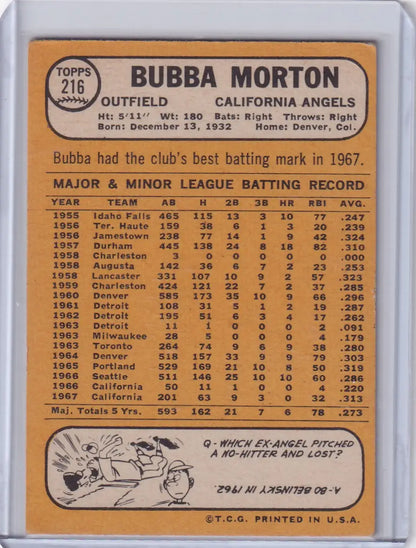 TOPPS
216
BUBBA MORTON
OUTFIELD CALIFORNIA ANGELS
Ht: 5'11" Wt: 180 Bats: Right Throws: Right
Born: December 13, 1932 Home: Denver, Col.
Bubba had the club's best batting mark in 1967.
MAJOR & MINOR LEAGUE BATTING RECORD
YEAR TEAM AB H 2B 3B HR RBI AVG.
1955 Idaho Falls 465 115 13 3 10 77 .247
1956 Ter. Haute 159 38 6 1 3 20 .239
1956 Jamestown 238 77 14 1 9 42 .324
1957 Durham 445 138 24 8 18 82 .310
1958 Charleston 3 0 0 0 0 0 .000
1958 Augusta 142 36 6 7 2 23 .253
1958 Lancaster 331 107 10 9 2 57 .323
1959 Charleston 424 121 22 7 2 37 .285
1960 Denver 585 173 35 10 9 66 .296
1961 Detroit 108 31 5 1 2 19 .287
1962 Detroit 195 51 6 3 4 17 .262
1963 Detroit 11 1 0 0 0 2 .091
1963 Milwaukee 28 5 0 0 0 4 .179
1963 Toronto 264 74 9 6 9 38 .280
1964 Denver 518 157 33 9 9 79 .303
1965 Portland 529 169 21 10 8 50 .319
1966 Seattle 511 146 25 10 10 60 .286
1966 California 50 11 1 0 0 4 .220
1967 California 201 63 9 3 0 32 .313
Maj. Totals 5 Yrs. 593 162 21 7 6 78 .273
Q - WHICH EX-ANGEL PITCHED
A NO-HITTER AND LOST?
A - BO BELINSKY IN 1962.
©T.C.G. PRINTED IN U.S.A.